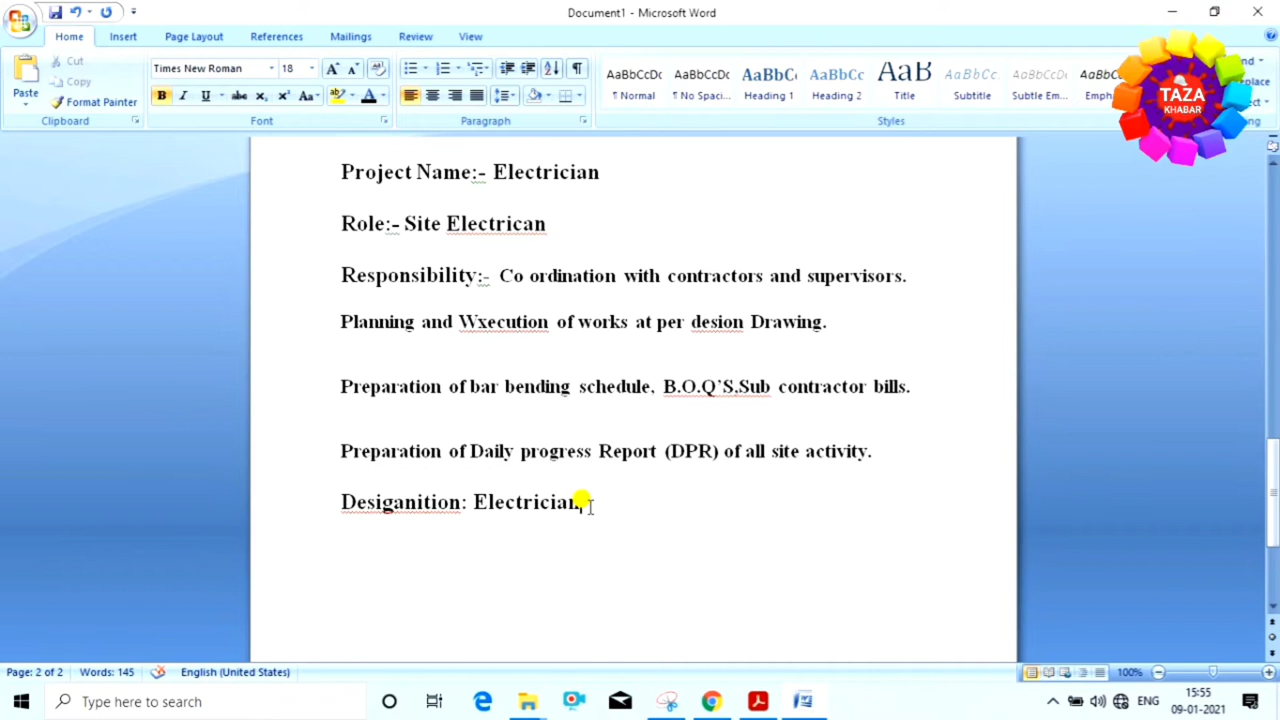 Document1 - Microsoft Word
Home Insert Page Layout References Mailings Review View
Paste
Cut
Copy
Format Painter
Clipboard
Times New Roman 18
B I U abc x₂ x² Aa ab A
Font
Paragraph
AaBbCcDc AaBbCcDc AaBbC AaBbCc AaB AaBbCc. AaBbCcDc
¶ Normal ¶ No Spaci... Heading 1 Heading 2 Title Subtitle Subtle Em...
Styles
TAZA
KHABAR
Project Name:- Electrician
Role:- Site Electrican
Responsibility:- Co ordination with contractors and supervisors.
Planning and Wxecution of works at per desion Drawing.
Preparation of bar bending schedule, B.O.Q'S,Sub contractor bills.
Preparation of Daily progress Report (DPR) of all site activity.
Desiganition: Electrician
Page: 2 of 2 Words: 145 English (United States) 100%
Type here to search
ENG
15:55
09-01-2021